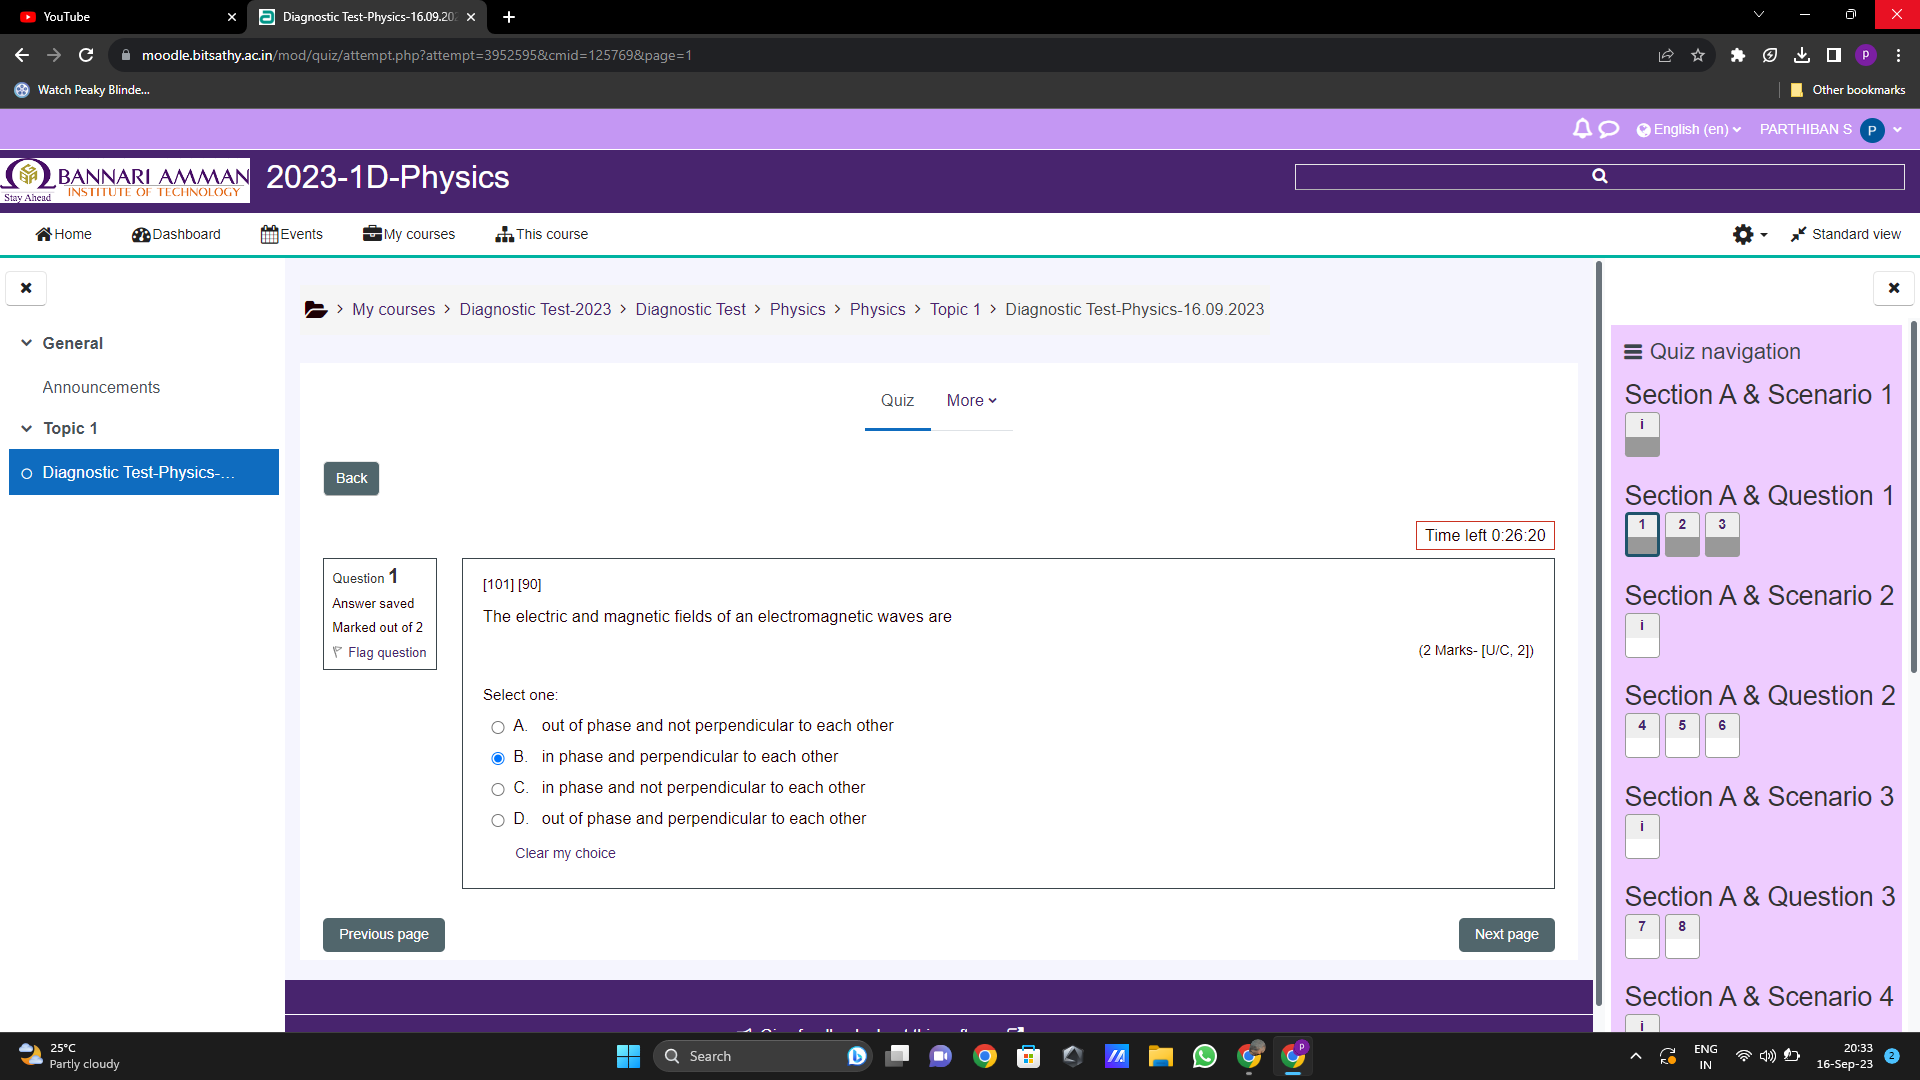 YouTube
Diagnostic Test-Physics-16.09.202
moodle.bitsathy.ac.in/mod/quiz/attempt.php?attempt=3952595&cmid=125769&page=1
P
Watch Peaky Blinde...
Other bookmarks
English (en)
PARTHIBAN S
P
BANNARI AMMAN
INSTITUTE OF TECHNOLOGY
Stay Ahead
2023-1D-Physics
Home
Dashboard
Events
My courses
This course
Standard view
My courses
Diagnostic Test-2023
Diagnostic Test
Physics
Physics
Topic 1
Diagnostic Test-Physics-16.09.2023
General
Announcements
Topic 1
Diagnostic Test-Physics-...
Quiz
More
Back
Time left 0:26:20
Question 1
Answer saved
Marked out of 2
Flag question
[101] [90]
The electric and magnetic fields of an electromagnetic waves are
(2 Marks- [U/C, 2])
Select one:
A. out of phase and not perpendicular to each other
B. in phase and perpendicular to each other
C. in phase and not perpendicular to each other
D. out of phase and perpendicular to each other
Clear my choice
Previous page
Next page
Quiz navigation
Section A & Scenario 1
i
Section A & Question 1
1 2 3
Section A & Scenario 2
i
Section A & Question 2
4 5 6
Section A & Scenario 3
i
Section A & Question 3
7 8
Section A & Scenario 4
i
25°C
Partly cloudy
Search
ENG
IN
20:33
16-Sep-23
2